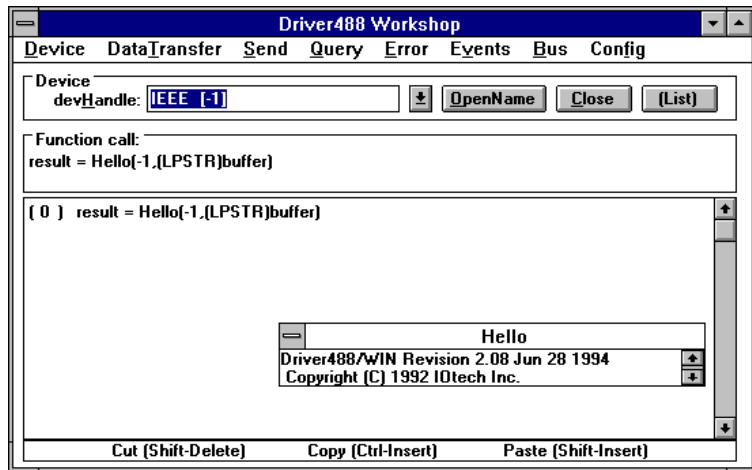 Driver488 Workshop
Device DataTransfer Send Query Error Events Bus Config
Device
devHandle: IEEE [-1] OpenName Close (List)
Function call:
result = Hello(-1,(LPSTR)buffer)
( 0 ) result = Hello(-1,(LPSTR)buffer)
Hello
Driver488/WIN Revision 2.08 Jun 28 1994
Copyright (C) 1992 IOtech Inc.
Cut (Shift-Delete) Copy (Ctrl-Insert) Paste (Shift-Insert)